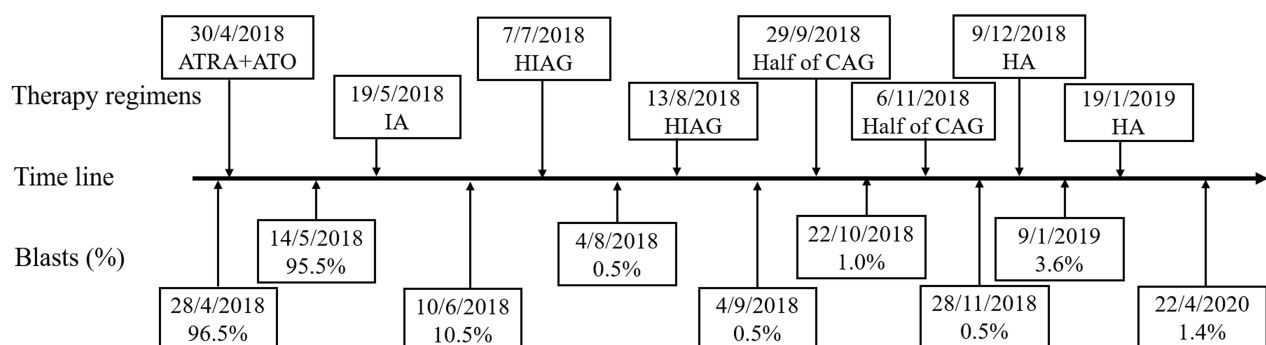 30/4/2018
ATRA+ATO
7/7/2018
HIAG
29/9/2018
Half of CAG
9/12/2018
HA
Therapy regimens
19/5/2018
IA
13/8/2018
HIAG
6/11/2018
Half of CAG
19/1/2019
HA
Time line
Blasts (%)
14/5/2018
95.5%
4/8/2018
0.5%
22/10/2018
1.0%
9/1/2019
3.6%
28/4/2018
96.5%
10/6/2018
10.5%
4/9/2018
0.5%
28/11/2018
0.5%
22/4/2020
1.4%